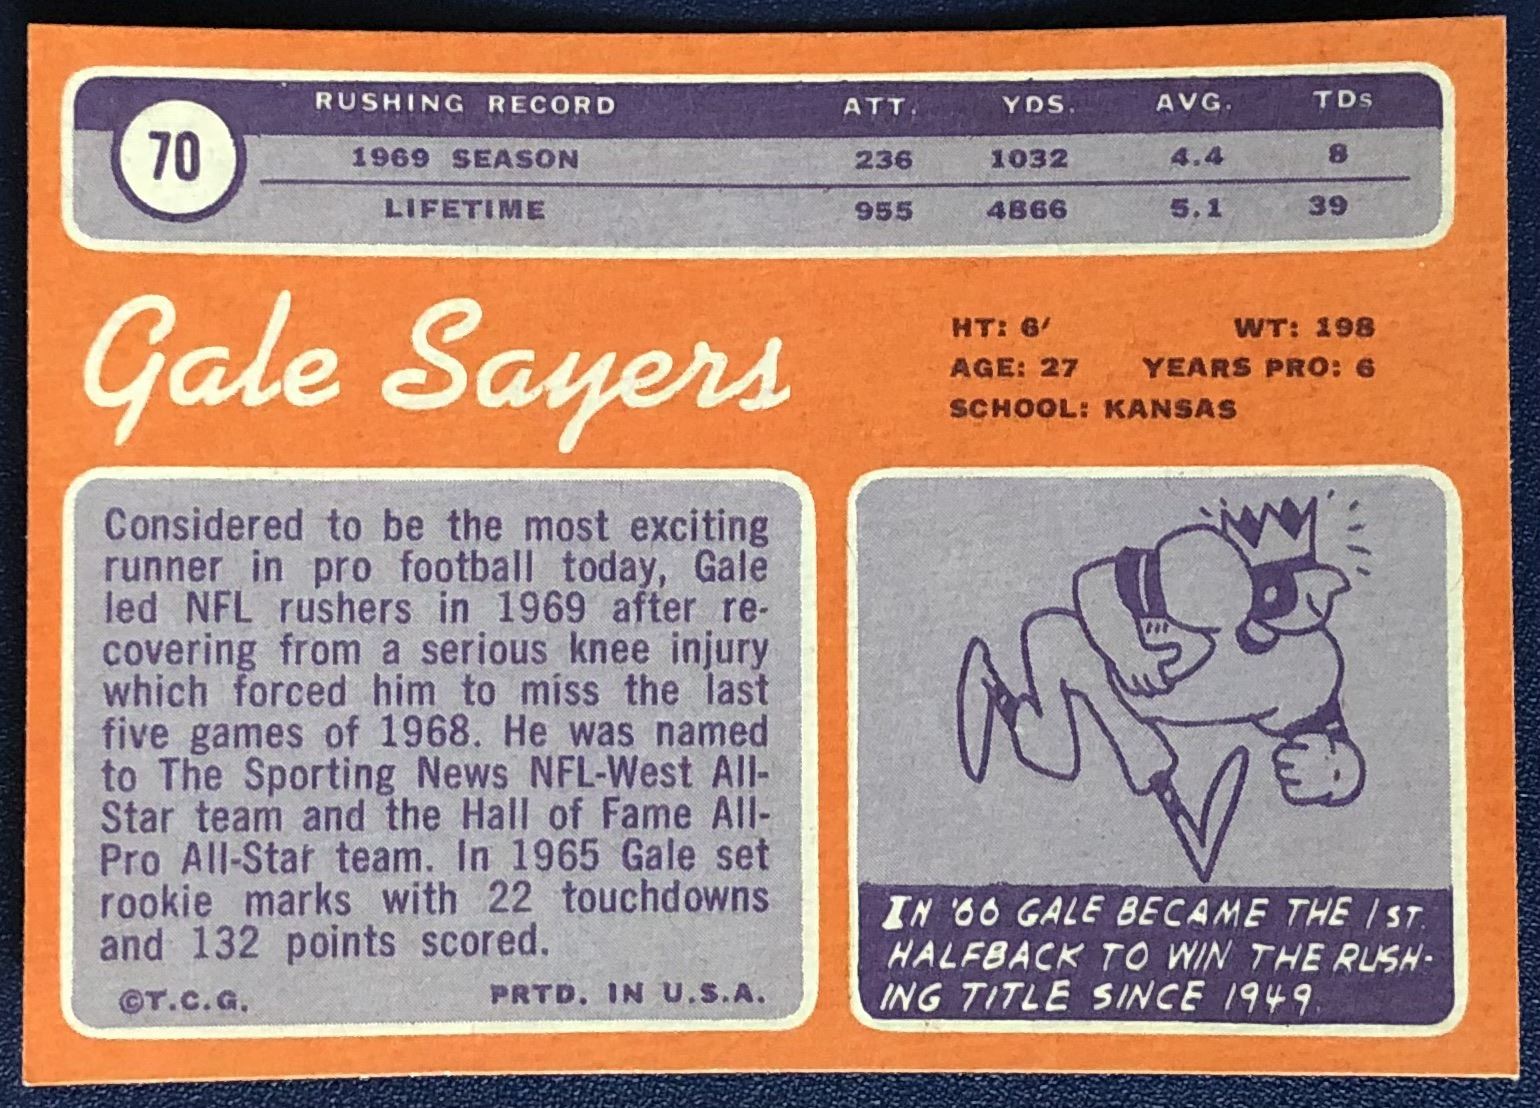 70
RUSHING RECORD ATT. YDS. AVG. TDs
1969 SEASON 236 1032 4.4 8
LIFETIME 955 4866 5.1 39
Gale Sayers
HT: 6' WT: 198
AGE: 27 YEARS PRO: 6
SCHOOL: KANSAS
Considered to be the most exciting
runner in pro football today, Gale
led NFL rushers in 1969 after re-
covering from a serious knee injury
which forced him to miss the last
five games of 1968. He was named
to The Sporting News NFL-West All-
Star team and the Hall of Fame All-
Pro All-Star team. In 1965 Gale set
rookie marks with 22 touchdowns
and 132 points scored.
©T.C.G. PRTD. IN U.S.A.
IN '66 GALE BECAME THE 1ST.
HALFBACK TO WIN THE RUSH-
ING TITLE SINCE 1949.